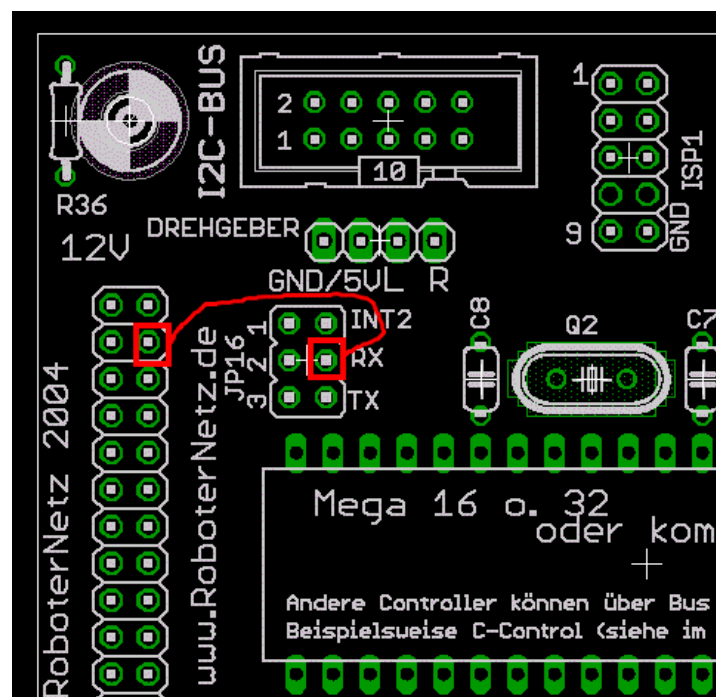 I2C-BUS
2
1
10
1
ISP1
9
GND
R36
12V
DREHGEBER
GND/5VL R
JP16
1 INT2
2 RX
3 TX
C8
Q2
C7
RoboterNetz 2004
www.RoboterNetz.de
Mega 16 o. 32
oder kom
Andere Controller können über Bus
Beispielsweise C-Control (siehe im